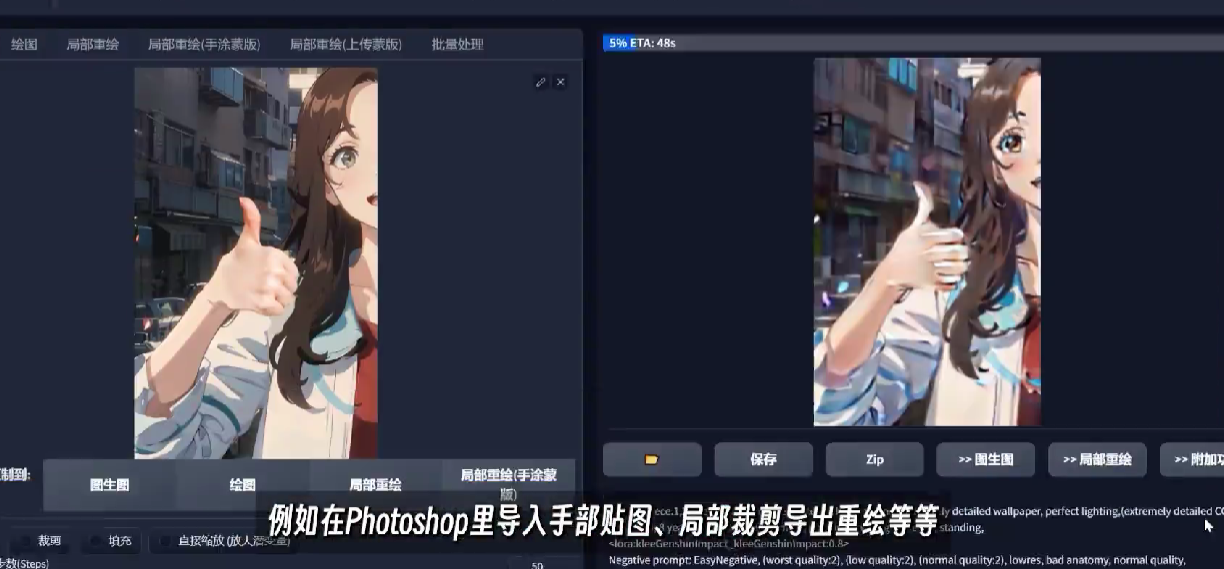 绘图 局部重绘 局部重绘(手涂蒙版) 局部重绘(上传蒙版) 批量处理
5% ETA: 48s
制到:
图生图 绘图 局部重绘 局部重绘(手涂蒙版)
保存 Zip >> 图生图 >> 局部重绘 >> 附加功
detailed wallpaper, perfect lighting,(extremely detailed CG
例如在Photoshop里导入手部贴图、局部裁剪导出重绘等等
standing,
<lora:kleeGenshinImpact_kleeGenshinImpact:0.8>
裁剪 填充 直接缩放(放大潜变量)
Negative prompt: EasyNegative, (worst quality:2), (low quality:2), (normal quality:2), lowres, bad anatomy, normal quality,
步数(Steps) 50